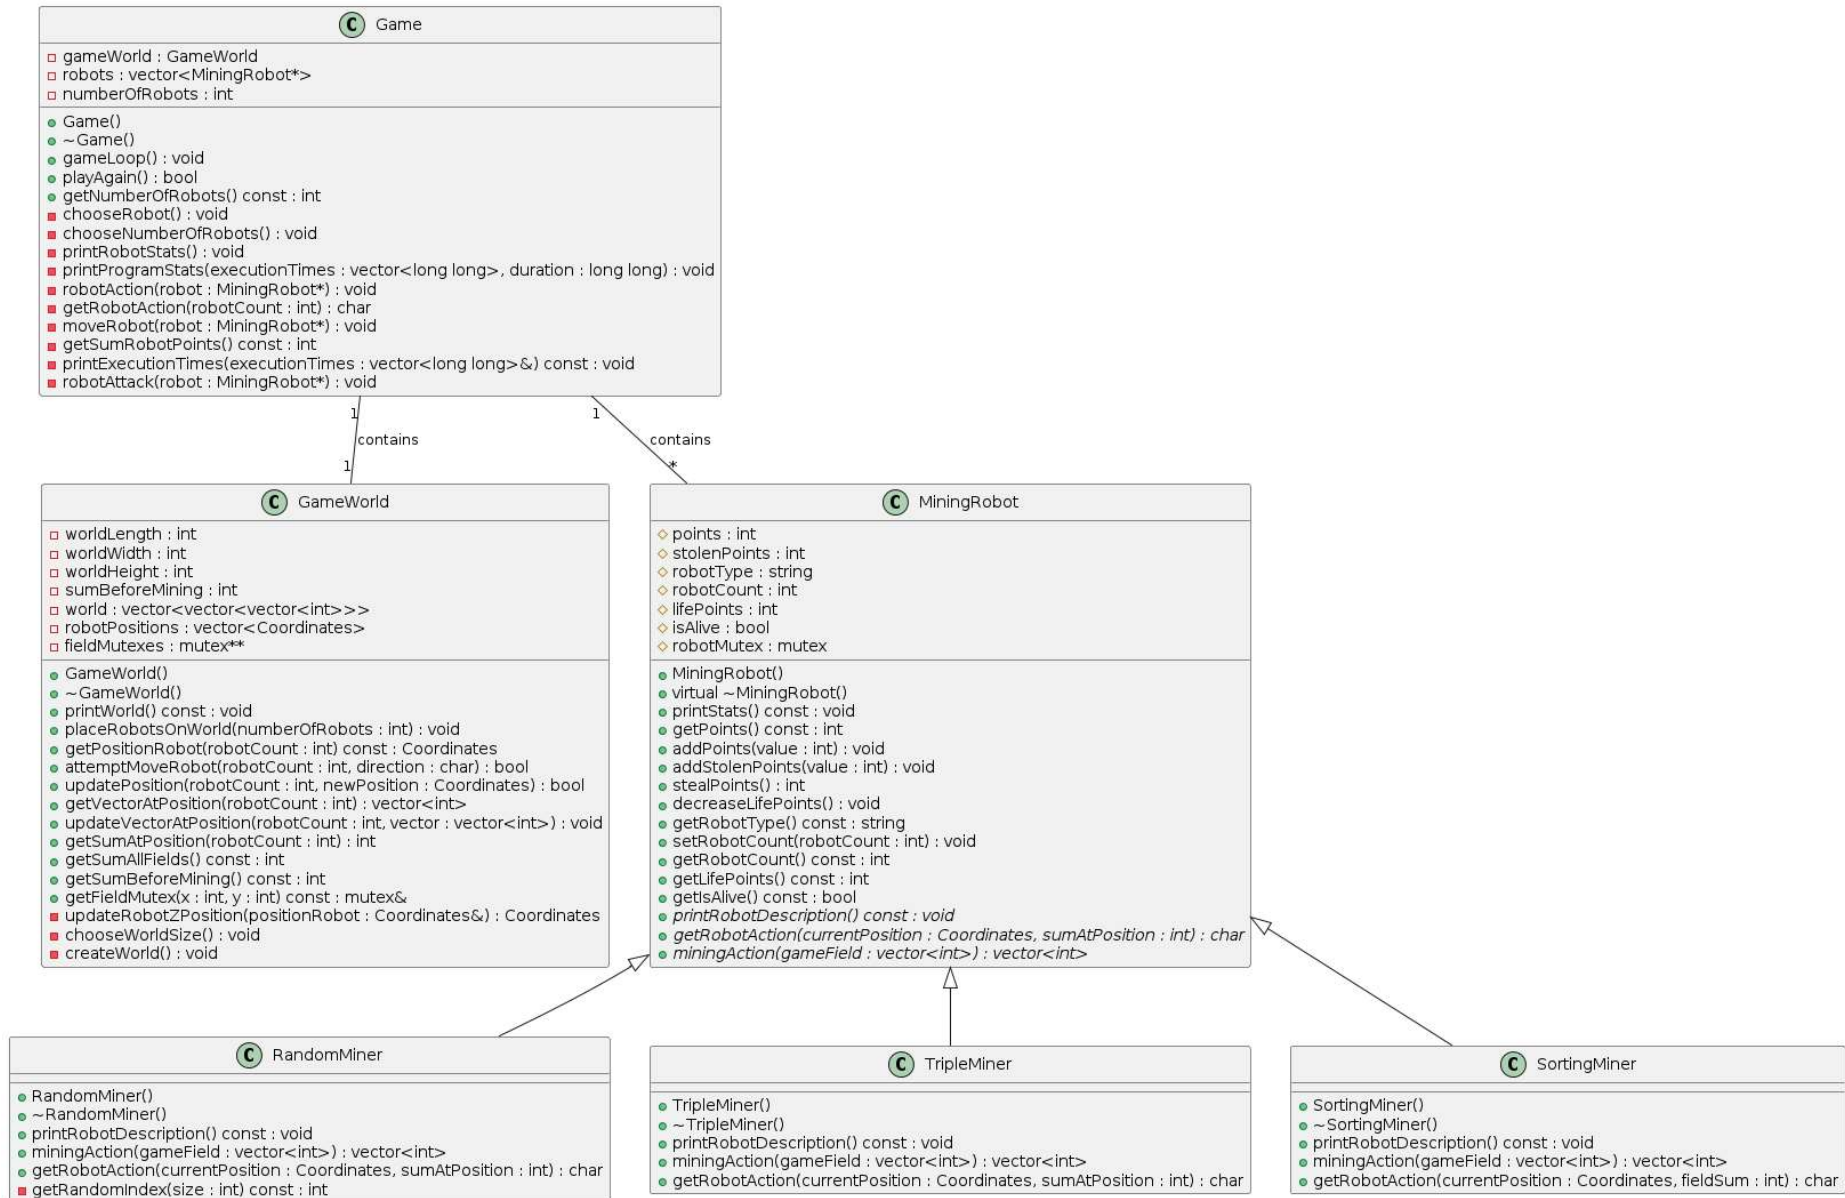 C Game
gameWorld : GameWorld
robots : vector<MiningRobot*>
numberOfRobots : int
Game()
~Game()
gameLoop() : void
playAgain() : bool
getNumberOfRobots() const : int
chooseRobot() : void
chooseNumberOfRobots() : void
printRobotStats() : void
printProgramStats(executionTimes : vector<long long>, duration : long long) : void
robotAction(robot : MiningRobot*) : void
getRobotAction(robotCount : int) : char
moveRobot(robot : MiningRobot*) : void
getSumRobotPoints() const : int
printExecutionTimes(executionTimes : vector<long long>&) const : void
robotAttack(robot : MiningRobot*) : void
1
contains
1
1
contains
*
C GameWorld
worldLength : int
worldWidth : int
worldHeight : int
sumBeforeMining : int
world : vector<vector<vector<int>>>
robotPositions : vector<Coordinates>
fieldMutexes : mutex**
GameWorld()
~GameWorld()
printWorld() const : void
placeRobotsOnWorld(numberOfRobots : int) : void
getPositionRobot(robotCount : int) const : Coordinates
attemptMoveRobot(robotCount : int, direction : char) : bool
updatePosition(robotCount : int, newPosition : Coordinates) : bool
getVectorAtPosition(robotCount : int) : vector<int>
updateVectorAtPosition(robotCount : int, vector : vector<int>) : void
getSumAtPosition(robotCount : int) : int
getSumAllFields() const : int
getSumBeforeMining() const : int
getFieldMutex(x : int, y : int) const : mutex&
updateRobotZPosition(positionRobot : Coordinates&) : Coordinates
chooseWorldSize() : void
createWorld() : void
C MiningRobot
points : int
stolenPoints : int
robotType : string
robotCount : int
lifePoints : int
isAlive : bool
robotMutex : mutex
MiningRobot()
virtual ~MiningRobot()
printStats() const : void
getPoints() const : int
addPoints(value : int) : void
addStolenPoints(value : int) : void
stealPoints() : int
decreaseLifePoints() : void
getRobotType() const : string
setRobotCount(robotCount : int) : void
getRobotCount() const : int
getLifePoints() const : int
getIsAlive() const : bool
printRobotDescription() const : void
getRobotAction(currentPosition : Coordinates, sumAtPosition : int) : char
miningAction(gameField : vector<int>) : vector<int>
C RandomMiner
RandomMiner()
~RandomMiner()
printRobotDescription() const : void
miningAction(gameField : vector<int>) : vector<int>
getRobotAction(currentPosition : Coordinates, sumAtPosition : int) : char
getRandomIndex(size : int) const : int
C TripleMiner
TripleMiner()
~TripleMiner()
printRobotDescription() const : void
miningAction(gameField : vector<int>) : vector<int>
getRobotAction(currentPosition : Coordinates, sumAtPosition : int) : char
C SortingMiner
SortingMiner()
~SortingMiner()
printRobotDescription() const : void
miningAction(gameField : vector<int>) : vector<int>
getRobotAction(currentPosition : Coordinates, fieldSum : int) : char